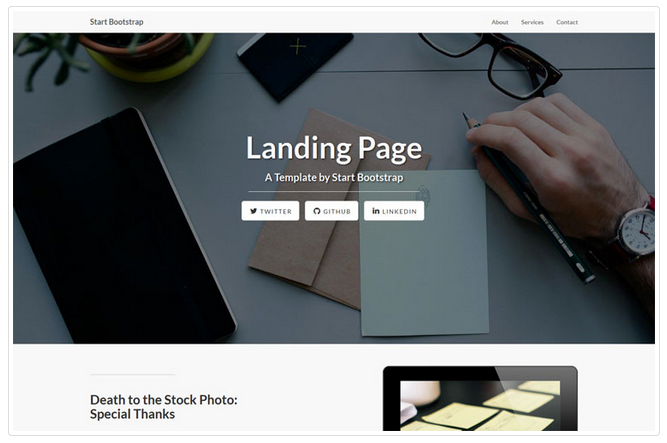 Start Bootstrap
About Services Contact
Landing Page
A Template by Start Bootstrap
TWITTER GITHUB LINKEDIN
Death to the Stock Photo:
Special Thanks